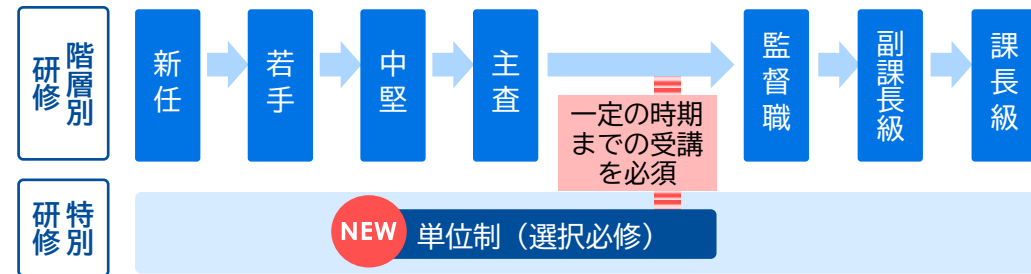 階層別
研修
新任
若手
中堅
主査
監督職
副課長級
課長級
一定の時期
までの受講
を必須
特別
研修
NEW
単位制（選択必修）